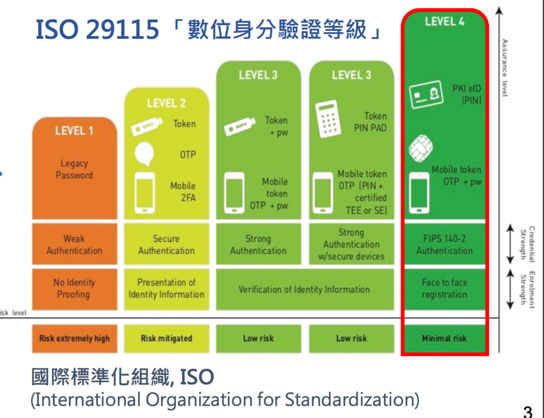 ISO 29115「數位身分驗證等級」
LEVEL 1
Legacy
Password
Weak
Authentication
No Identity
Proofing
Risk extremely high
LEVEL 2
Token
OTP
Mobile
2FA
Secure
Authentication
Presentation of
Identity Information
Risk mitigated
LEVEL 3
Token
+ pw
Mobile
token
OTP + pw
Strong
Authentication
LEVEL 3
Token
PIN PAD
Mobile token
OTP (PIN +
certified
TEE or SE)
Strong
Authentication
w/secure devices
Verification of Identity Information
Low risk
Low risk
LEVEL 4
PKI eID
(PIN)
Mobile token
OTP + pw
FIPS 140-2
Authentication
Face to face
registration
Minimal risk
Assurance level
Credential
Strength
Enrolment
Strength
isk level
國際標準化組織, ISO
(International Organization for Standardization)
3